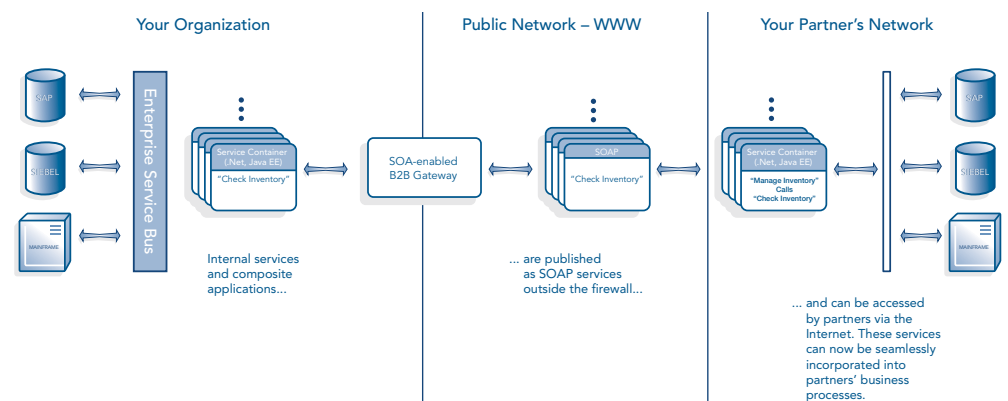 Your Organization
Public Network – WWW
Your Partner's Network
SAP
SIEBEL
MAINFRAME
Enterprise Service Bus
Service Container
(.Net, Java EE)
“Check Inventory”
Internal services
and composite
applications...
SOA-enabled
B2B Gateway
SOAP
“Check Inventory”
... are published
as SOAP services
outside the firewall...
Service Container
(.Net, Java EE)
“Manage Inventory”
Calls
“Check Inventory”
SAP
SIEBEL
MAINFRAME
... and can be accessed
by partners via the
Internet. These services
can now be seamlessly
incorporated into
partners' business
processes.